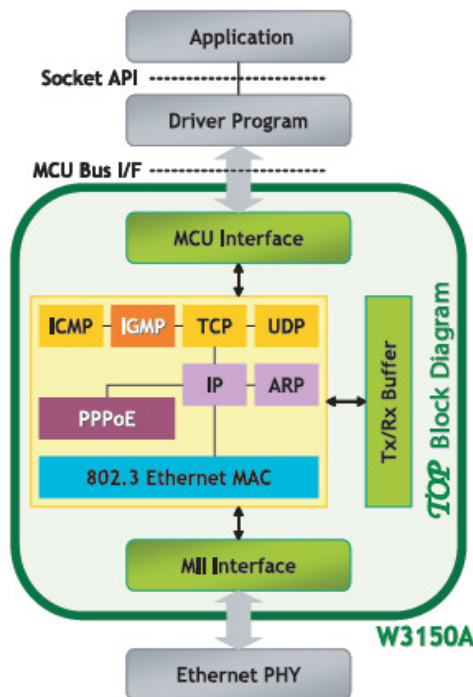 Application
Socket API
Driver Program
MCU Bus I/F
MCU Interface
ICMP IGMP TCP UDP
IP ARP
PPPoE
802.3 Ethernet MAC
Tx/Rx Buffer
TOP Block Diagram
MII Interface
W3150A
Ethernet PHY